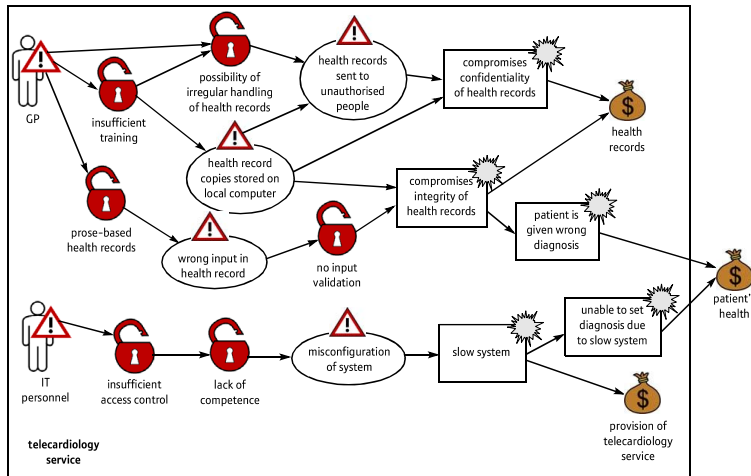 GP
insufficient
training
possibility of
irregular handling
of health records
health records
sent to
unauthorised
people
compromises
confidentiality
of health records
$
health
records
health record
copies stored on
local computer
compromises
integrity of
health records
prose-based
health records
wrong input in
health record
no input
validation
patient is
given wrong
diagnosis
$
patient'
health
IT
personnel
insufficient
access control
lack of
competence
misconfiguration
of system
slow system
unable to set
diagnosis due
to slow system
$
provision of
telecardiology
service
telecardiology
service
!
!
!
!
!
!